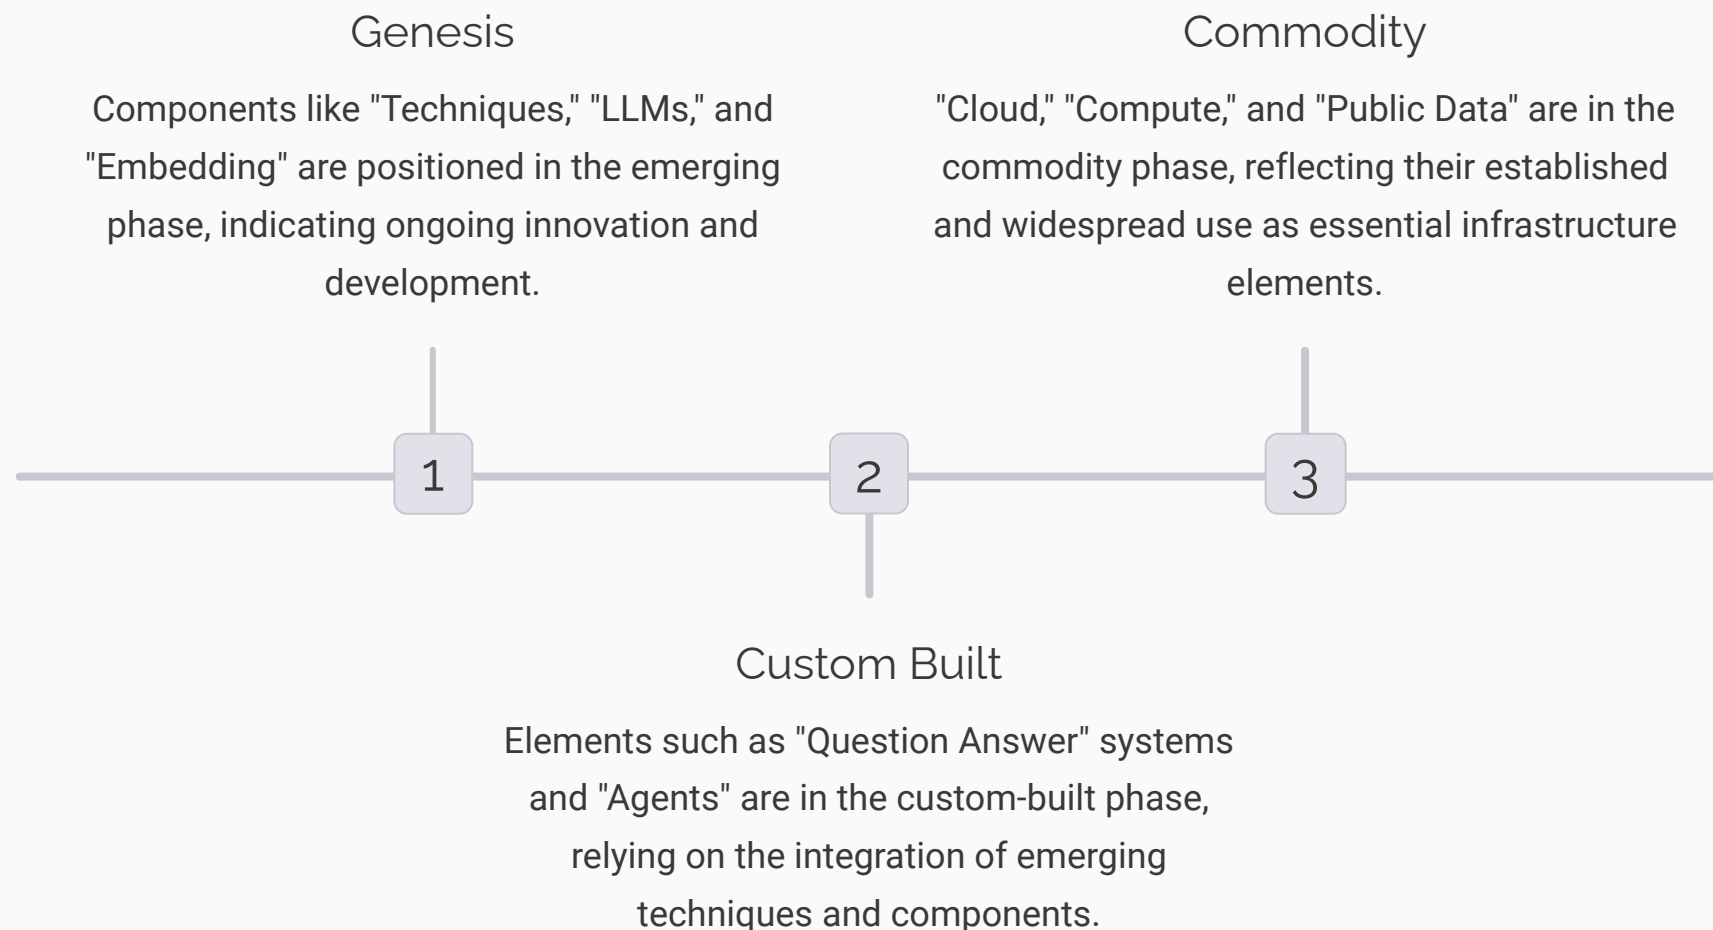 Genesis
Components like "Techniques," "LLMs," and
"Embedding" are positioned in the emerging
phase, indicating ongoing innovation and
development.
Commodity
"Cloud," "Compute," and "Public Data" are in the
commodity phase, reflecting their established
and widespread use as essential infrastructure
elements.
1
2
3
Custom Built
Elements such as "Question Answer" systems
and "Agents" are in the custom-built phase,
relying on the integration of emerging
techniques and components.